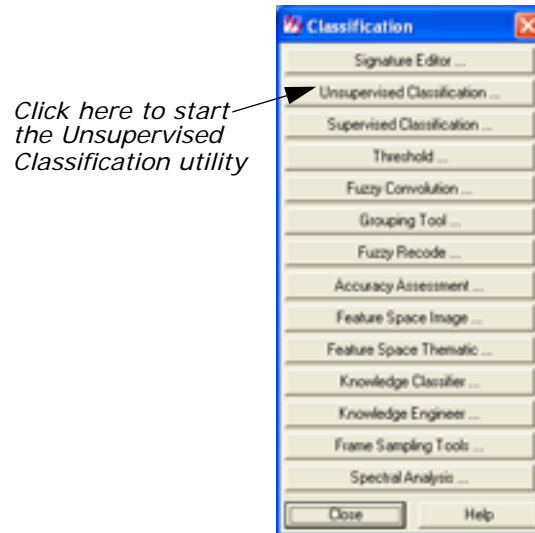 Classification
Signature Editor ...
Unsupervised Classification ...
Supervised Classification ...
Threshold ...
Fuzzy Convolution ...
Grouping Tool ...
Fuzzy Recode ...
Accuracy Assessment ...
Feature Space Image ...
Feature Space Thematic ...
Knowledge Classifier ...
Knowledge Engineer ...
Frame Sampling Tools ...
Spectral Analysis ...
Close
Help
Click here to start
the Unsupervised
Classification utility